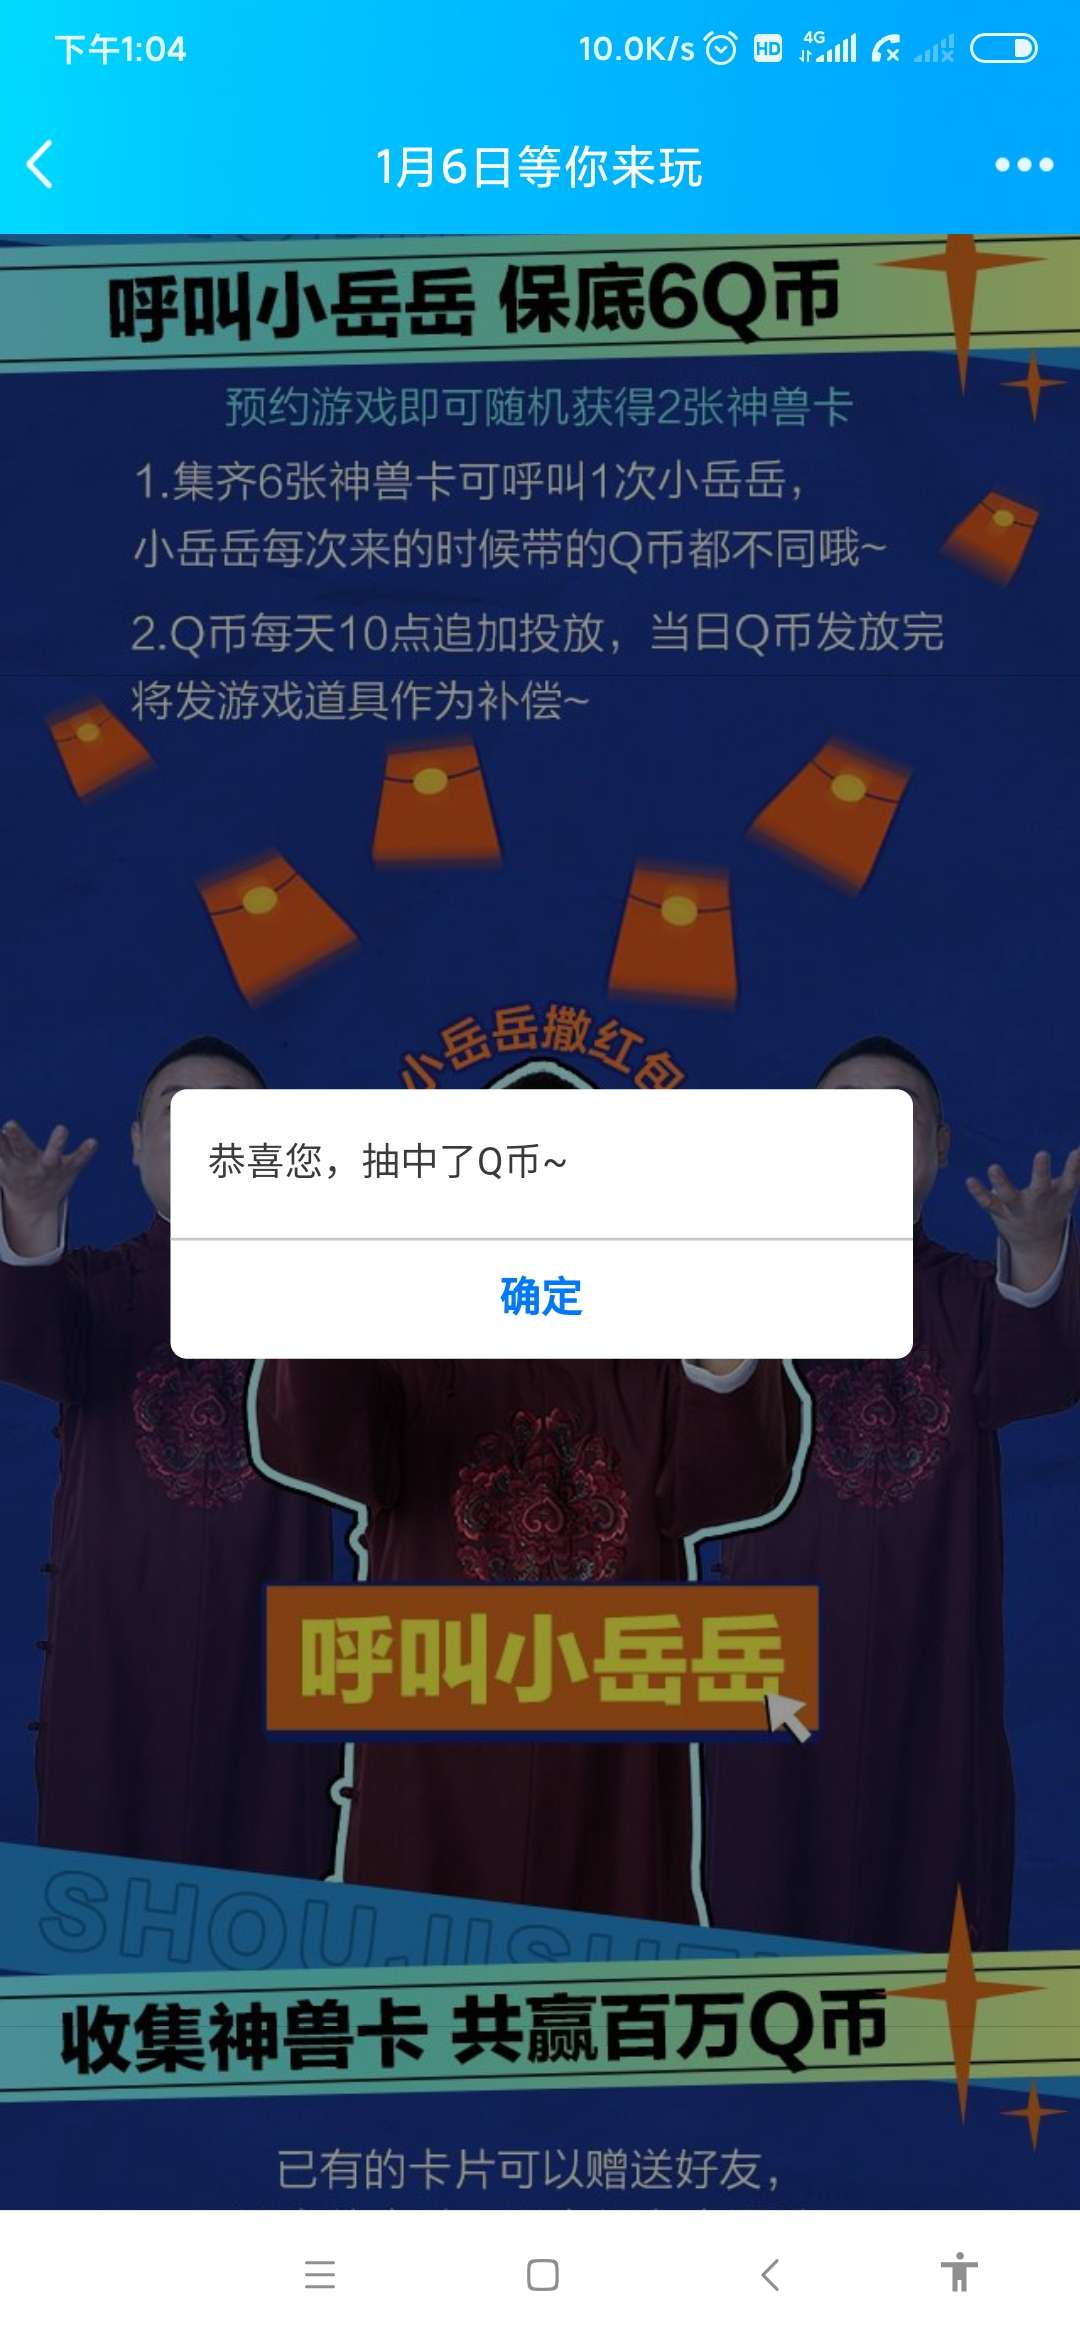 下午1:04
10.0K/s HD 4G
1月6日等你来玩
呼叫小岳岳 保底6Q币
预约游戏即可随机获得2张神兽卡
1.集齐6张神兽卡可呼叫1次小岳岳，
小岳岳每次来的时候带的Q币都不同哦~
2.Q币每天10点追加投放，当日Q币发放完
将发游戏道具作为补偿~
小岳岳撒红包
恭喜您，抽中了Q币~
确定
呼叫小岳岳
收集神兽卡 共赢百万Q币
已有的卡片可以赠送好友，